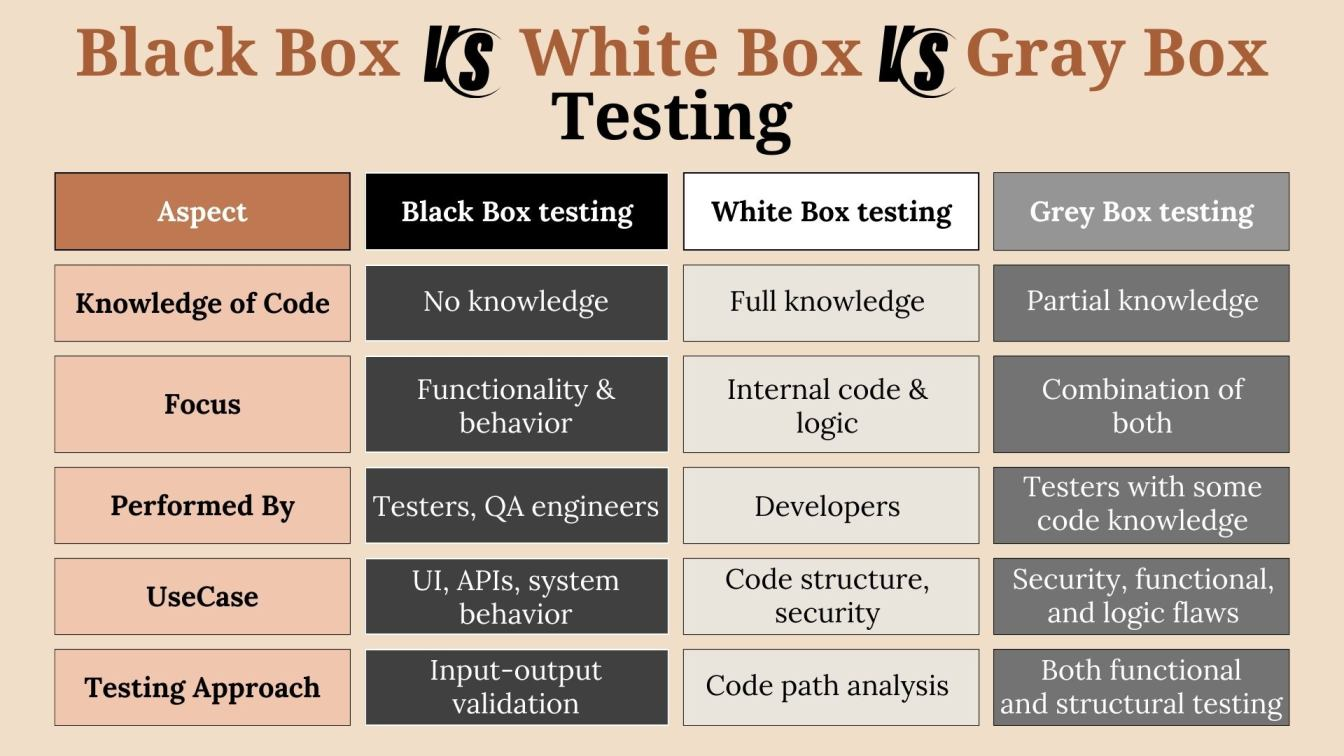 Black Box VS White Box VS Gray Box
Testing
Aspect
Black Box testing
White Box testing
Grey Box testing
Knowledge of Code
No knowledge
Full knowledge
Partial knowledge
Focus
Functionality &
behavior
Internal code &
logic
Combination of
both
Performed By
Testers, QA engineers
Developers
Testers with some
code knowledge
UseCase
UI, APIs, system
behavior
Code structure,
security
Security, functional,
and logic flaws
Testing Approach
Input-output
validation
Code path analysis
Both functional
and structural testing